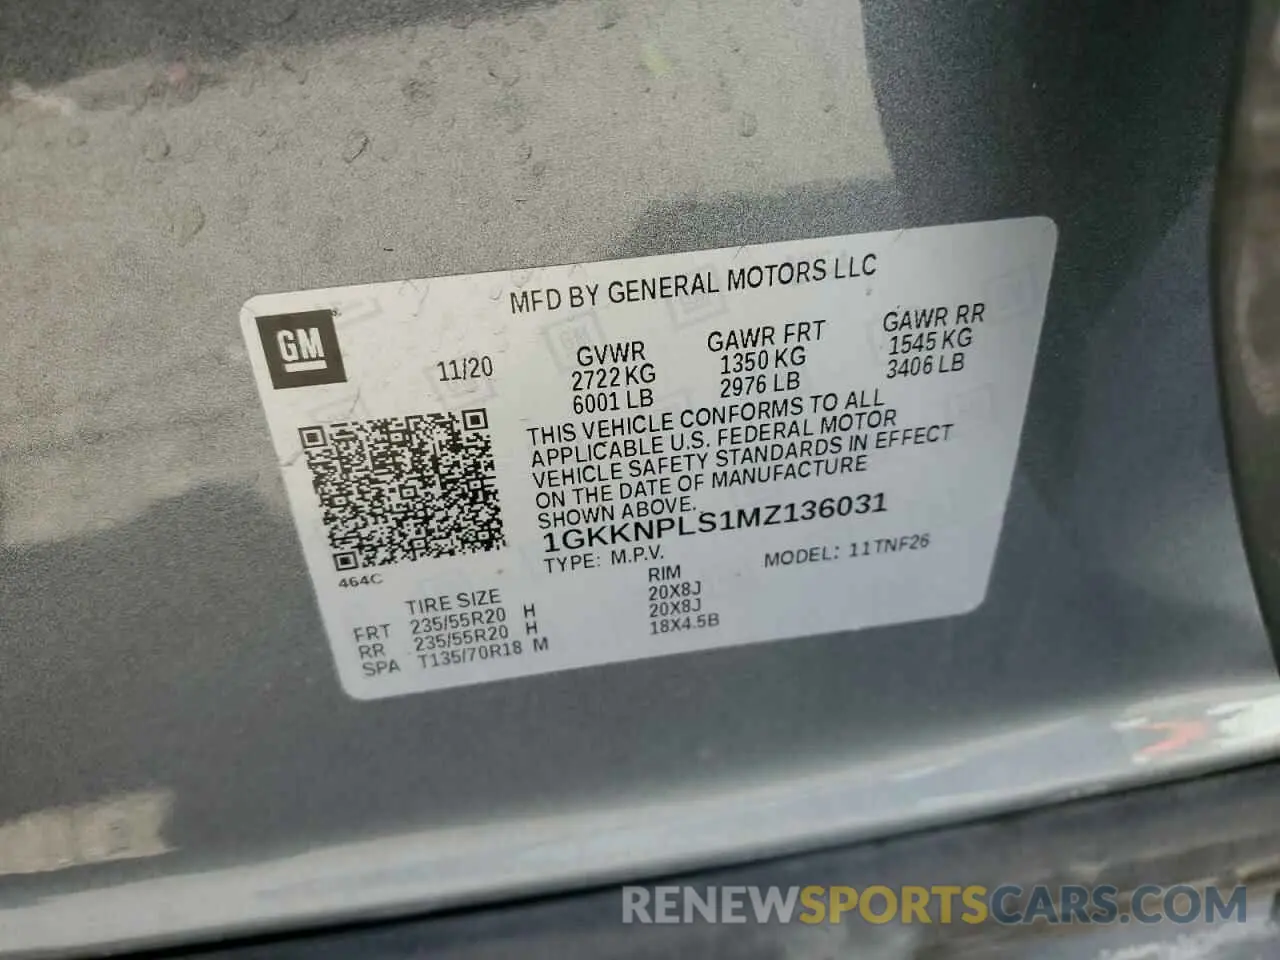 MFD BY GENERAL MOTORS LLC
GM
11/20
GVWR
2722 KG
6001 LB
GAWR FRT
1350 KG
2976 LB
GAWR RR
1545 KG
3406 LB
THIS VEHICLE CONFORMS TO ALL
APPLICABLE U.S. FEDERAL MOTOR
VEHICLE SAFETY STANDARDS IN EFFECT
ON THE DATE OF MANUFACTURE
SHOWN ABOVE.
1GKKNPLS1MZ136031
TYPE: M.P.V. MODEL: 11TNF26
464C
TIRE SIZE RIM
FRT 235/55R20 H 20X8J
RR 235/55R20 H 20X8J
SPA T135/70R18 M 18X4.5B
RENEWSPORTSCARS.COM